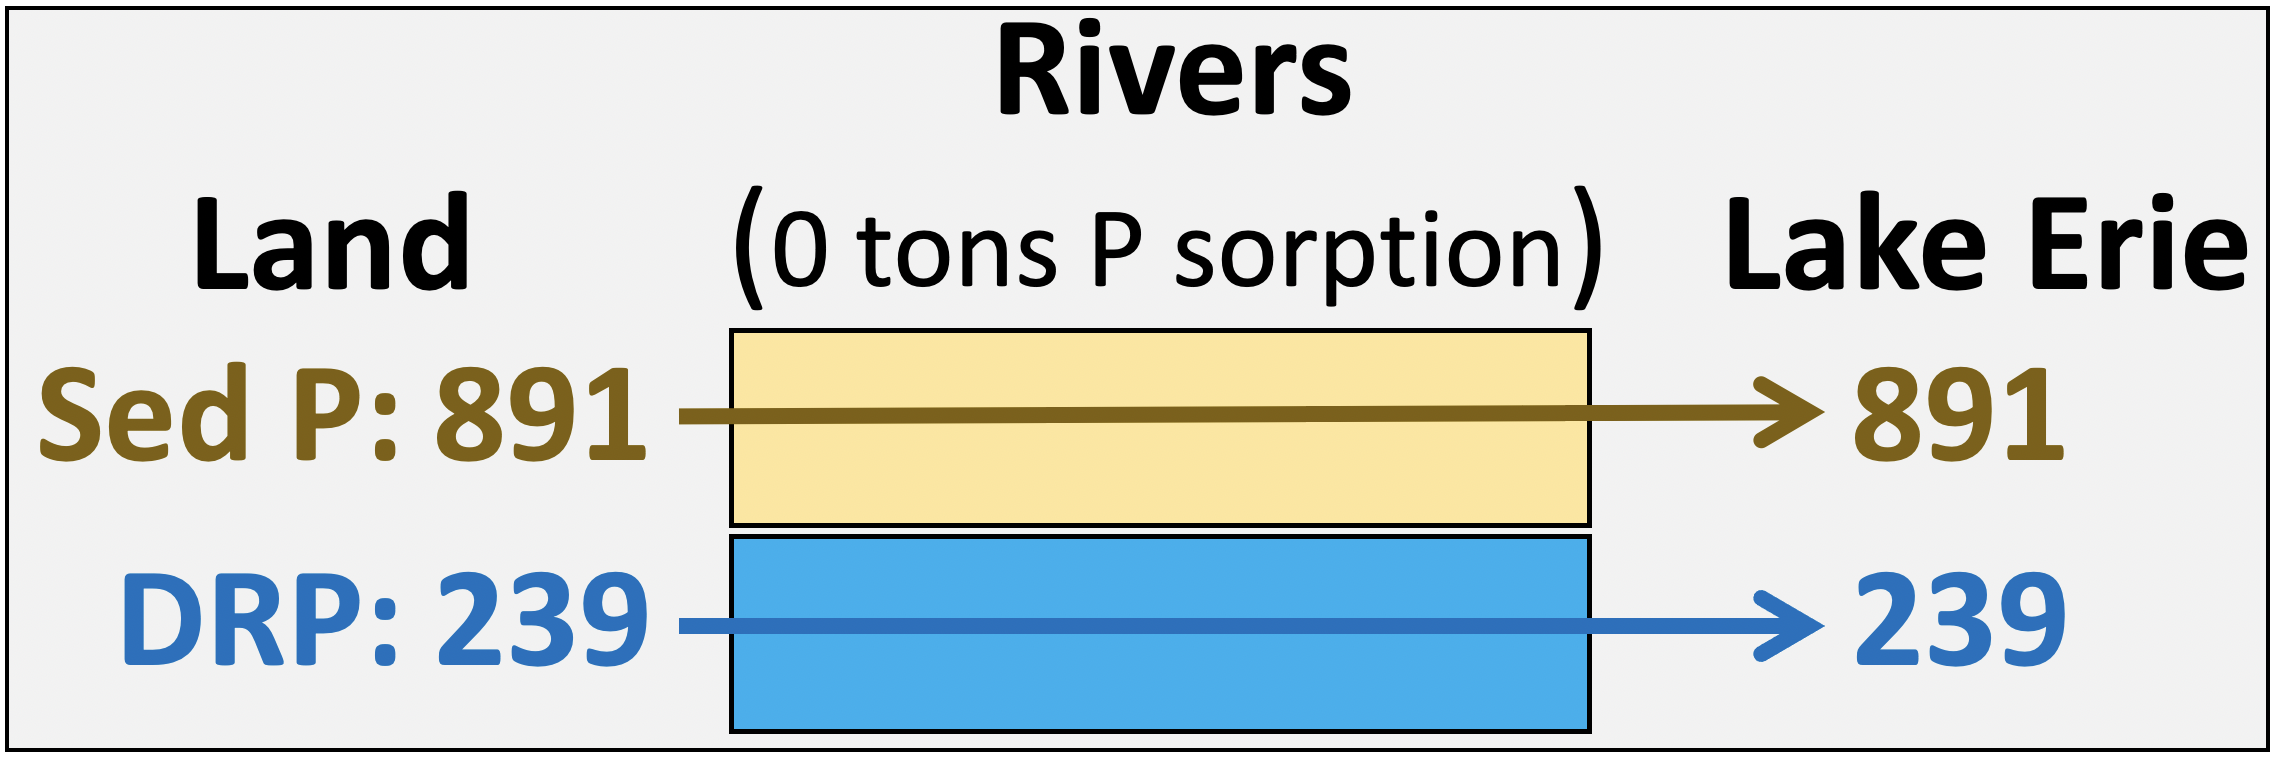 Rivers
Land
(0 tons P sorption)
Lake Erie
Sed P: 891
891
DRP: 239
239